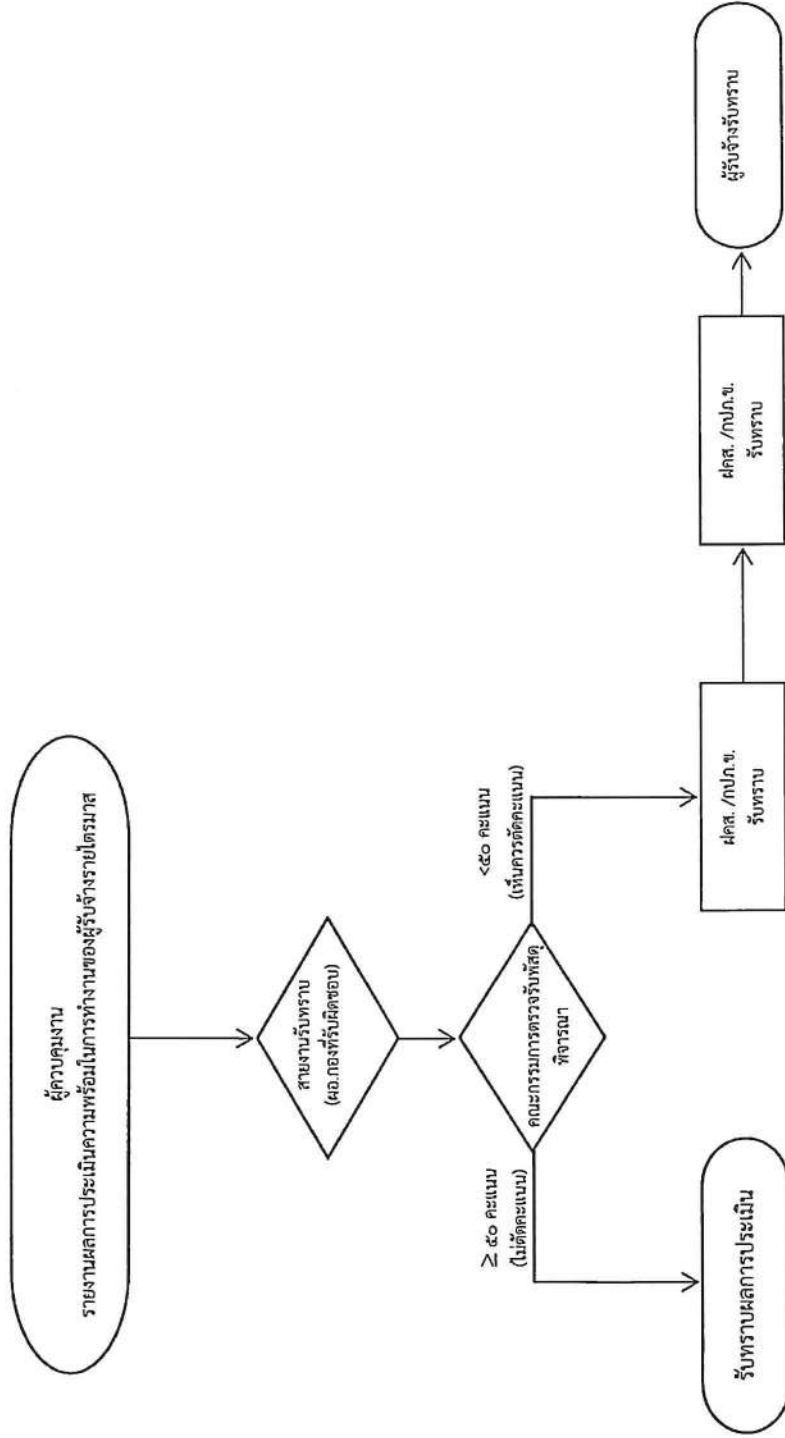 ผู้ควบคุมงาน
รายงานผลการประเมินความพร้อมในการทำงานของผู้รับจ้างรายไตรมาส
สายงานรับทราบ
(ผอ.กองที่รับผิดชอบ)
คณะกรรมการตรวจรับพัสดุ
พิจารณา
≥ ๕๐ คะแนน
(ไม่ตัดคะแนน)
<๕๐ คะแนน
(เห็นควรตัดคะแนน)
รับทราบผลการประเมิน
ฝคส. /กปภ.ข.
รับทราบ
ฝคส. /กปภ.ข.
รับทราบ
ผู้รับจ้างรับทราบ